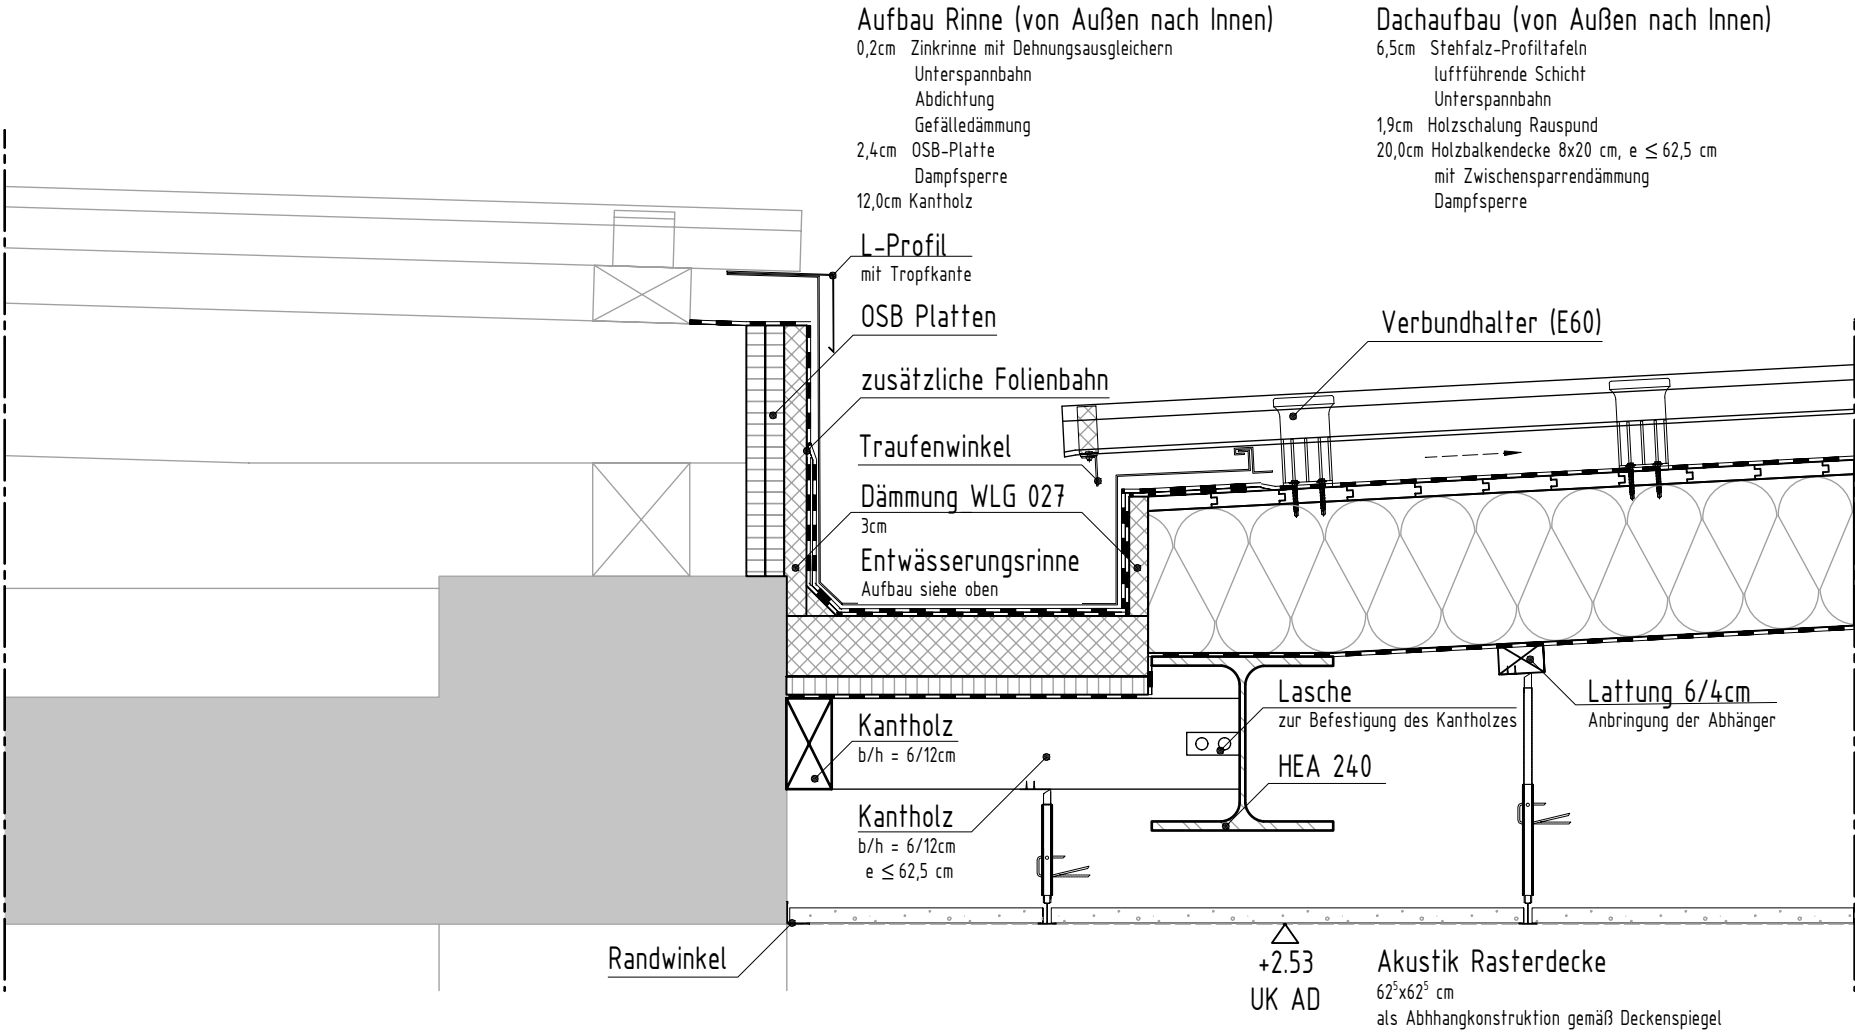 Aufbau Rinne (von Außen nach Innen)
0,2cm Zinkrinne mit Dehnungsausgleichern
Unterspannbahn
Abdichtung
Gefälledämmung
2,4cm OSB-Platte
Dampfsperre
12,0cm Kantholz
Dachaufbau (von Außen nach Innen)
6,5cm Stehfalz-Profiltafeln
luftführende Schicht
Unterspannbahn
1,9cm Holzschalung Rauspund
20,0cm Holzbalkendecke 8x20 cm, e ≤ 62,5 cm
mit Zwischensparrendämmung
Dampfsperre
L-Profil
mit Tropfkante
OSB Platten
Verbundhalter (E60)
zusätzliche Folienbahn
Traufenwinkel
Dämmung WLG 027
3cm
Entwässerungsrinne
Aufbau siehe oben
Lasche
zur Befestigung des Kantholzes
Lattung 6/4cm
Anbringung der Abhänger
Kantholz
b/h = 6/12cm
HEA 240
Kantholz
b/h = 6/12cm
e ≤ 62,5 cm
Randwinkel
+2.53
UK AD
Akustik Rasterdecke
62⁵x62⁵ cm
als Abhhangkonstruktion gemäß Deckenspiegel